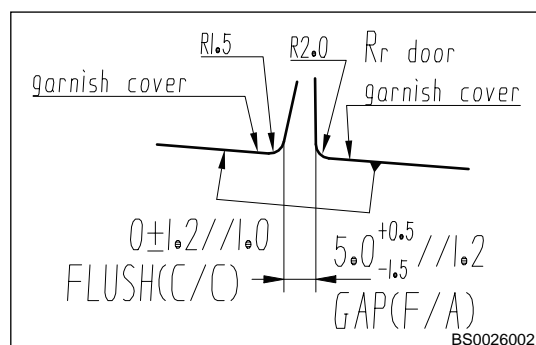 R1.5
R2.0
Rr door
garnish cover
garnish cover
0±1.2//1.0
5.0 +0.5 -1.5 //1.2
FLUSH(C/C)
GAP(F/A)
BS0026002